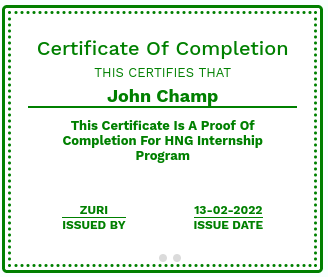 Certificate Of Completion
THIS CERTIFIES THAT
John Champ
This Certificate Is A Proof Of
Completion For HNG Internship
Program
ZURI 13-02-2022
ISSUED BY ISSUE DATE